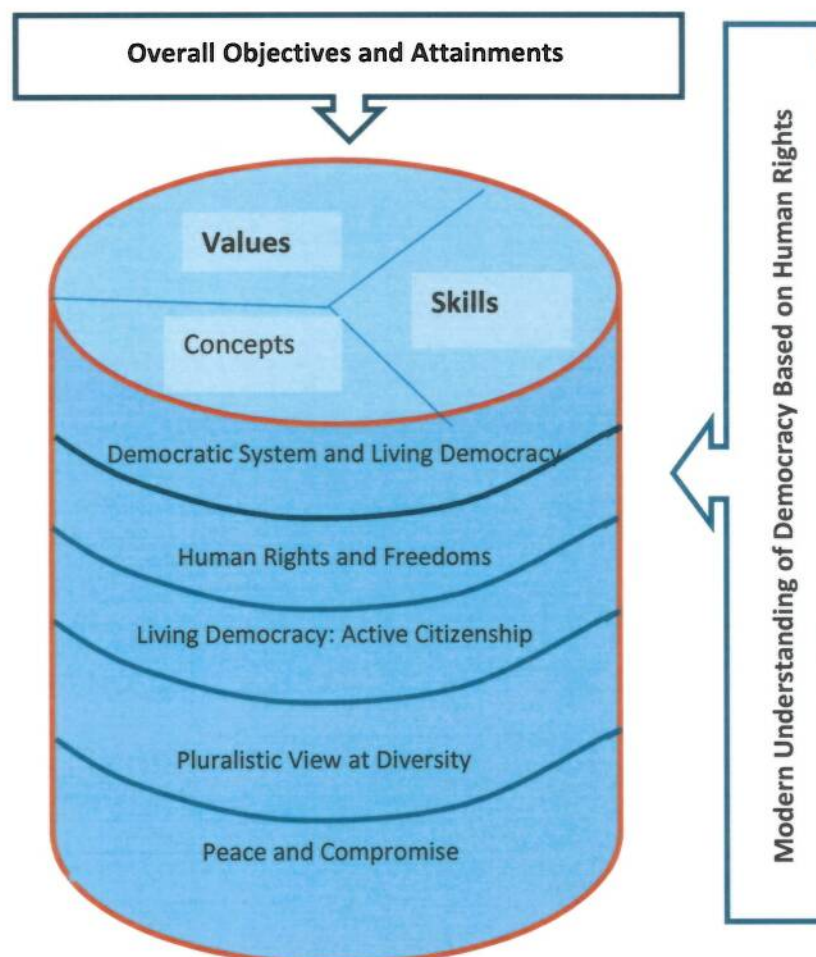 Overall Objectives and Attainments
Values
Skills
Concepts
Democratic System and Living Democracy
Human Rights and Freedoms
Living Democracy: Active Citizenship
Pluralistic View at Diversity
Peace and Compromise
Modern Understanding of Democracy Based on Human Rights